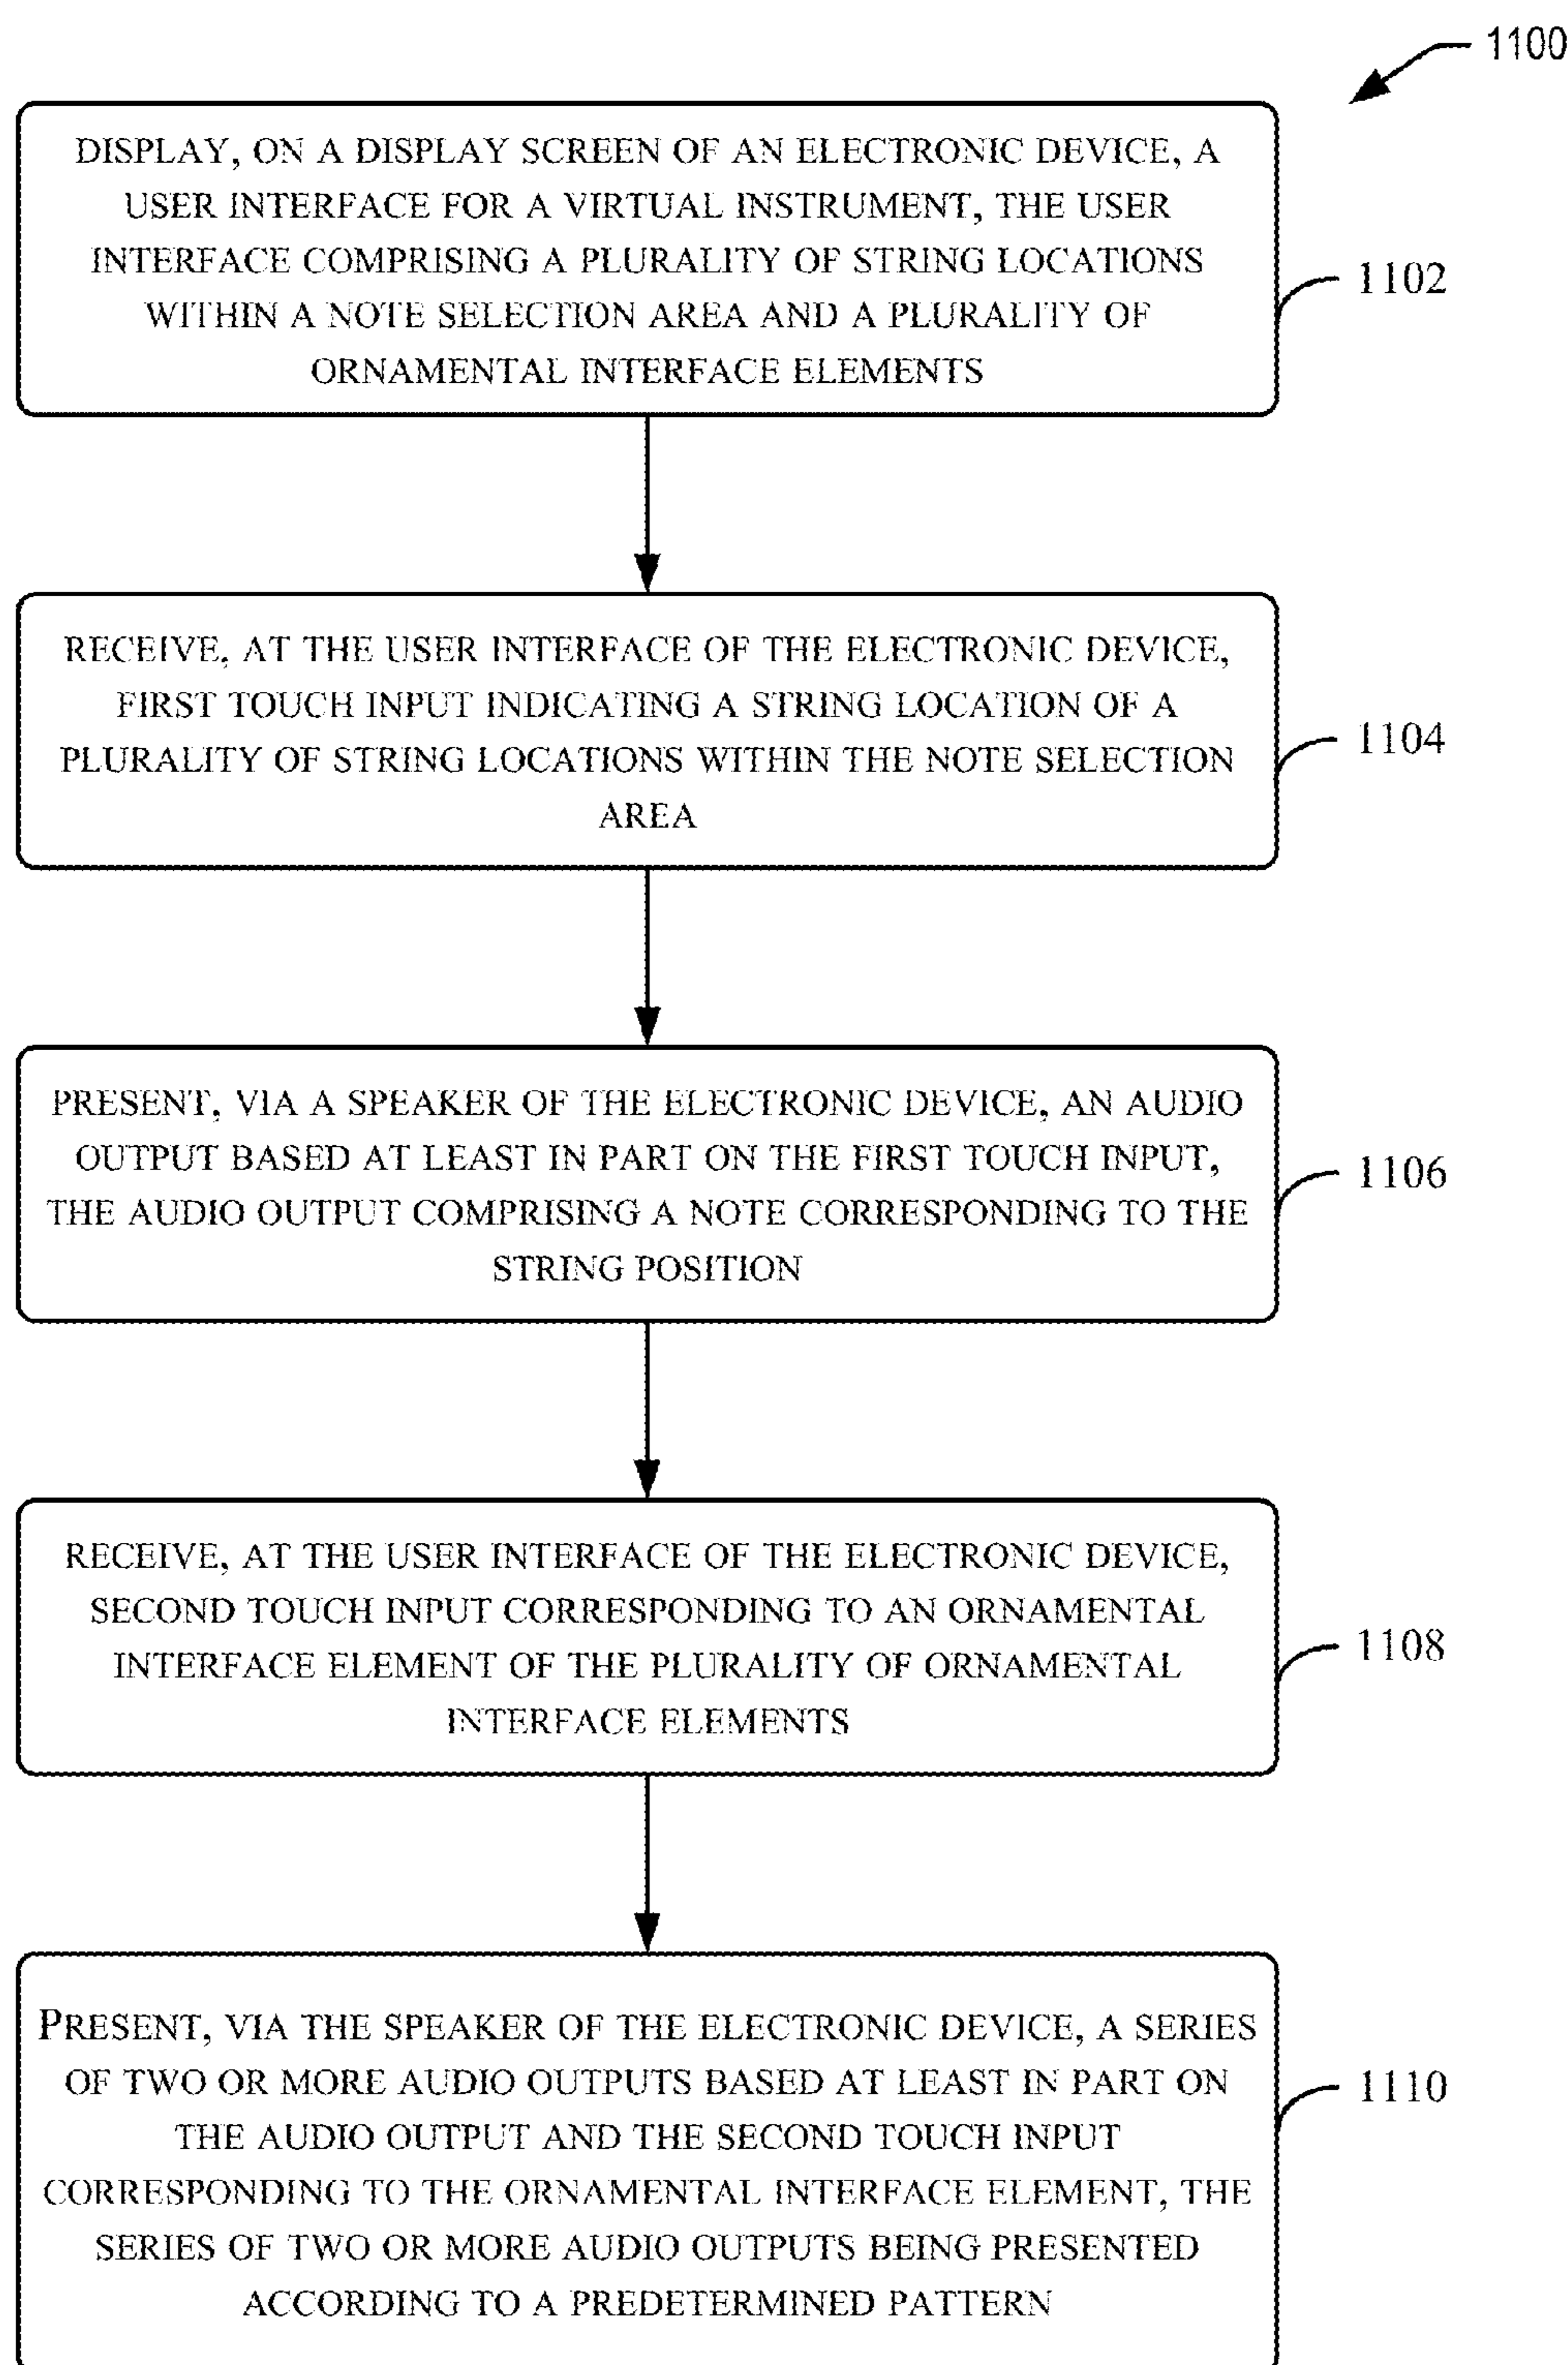 1100
DISPLAY, ON A DISPLAY SCREEN OF AN ELECTRONIC DEVICE, A
USER INTERFACE FOR A VIRTUAL INSTRUMENT, THE USER
INTERFACE COMPRISING A PLURALITY OF STRING LOCATIONS
WITHIN A NOTE SELECTION AREA AND A PLURALITY OF
ORNAMENTAL INTERFACE ELEMENTS
1102
RECEIVE, AT THE USER INTERFACE OF THE ELECTRONIC DEVICE,
FIRST TOUCH INPUT INDICATING A STRING LOCATION OF A
PLURALITY OF STRING LOCATIONS WITHIN THE NOTE SELECTION
AREA
1104
PRESENT, VIA A SPEAKER OF THE ELECTRONIC DEVICE, AN AUDIO
OUTPUT BASED AT LEAST IN PART ON THE FIRST TOUCH INPUT,
THE AUDIO OUTPUT COMPRISING A NOTE CORRESPONDING TO THE
STRING POSITION
1106
RECEIVE, AT THE USER INTERFACE OF THE ELECTRONIC DEVICE,
SECOND TOUCH INPUT CORRESPONDING TO AN ORNAMENTAL
INTERFACE ELEMENT OF THE PLURALITY OF ORNAMENTAL
INTERFACE ELEMENTS
1108
PRESENT, VIA THE SPEAKER OF THE ELECTRONIC DEVICE, A SERIES
OF TWO OR MORE AUDIO OUTPUTS BASED AT LEAST IN PART ON
THE AUDIO OUTPUT AND THE SECOND TOUCH INPUT
CORRESPONDING TO THE ORNAMENTAL INTERFACE ELEMENT, THE
SERIES OF TWO OR MORE AUDIO OUTPUTS BEING PRESENTED
ACCORDING TO A PREDETERMINED PATTERN
1110